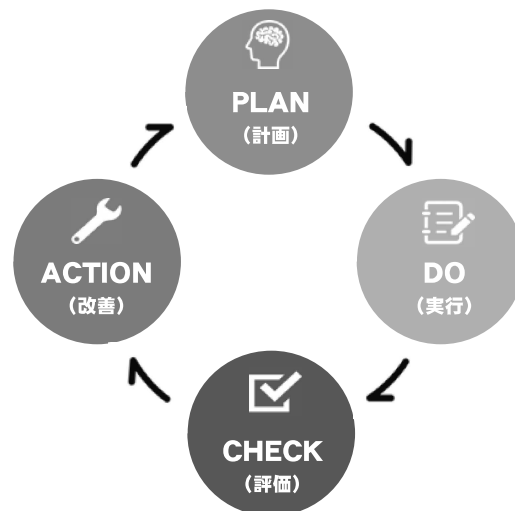 PLAN
（計画）
DO
（実行）
CHECK
（評価）
ACTION
（改善）